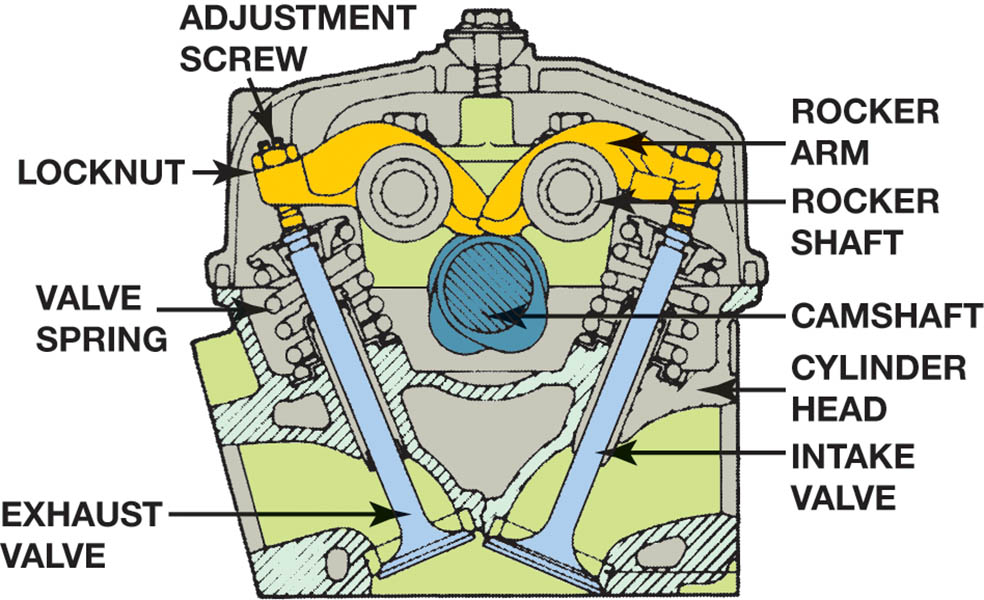 ADJUSTMENT
SCREW
LOCKNUT
VALVE
SPRING
EXHAUST
VALVE
ROCKER
ARM
ROCKER
SHAFT
CAMSHAFT
CYLINDER
HEAD
INTAKE
VALVE